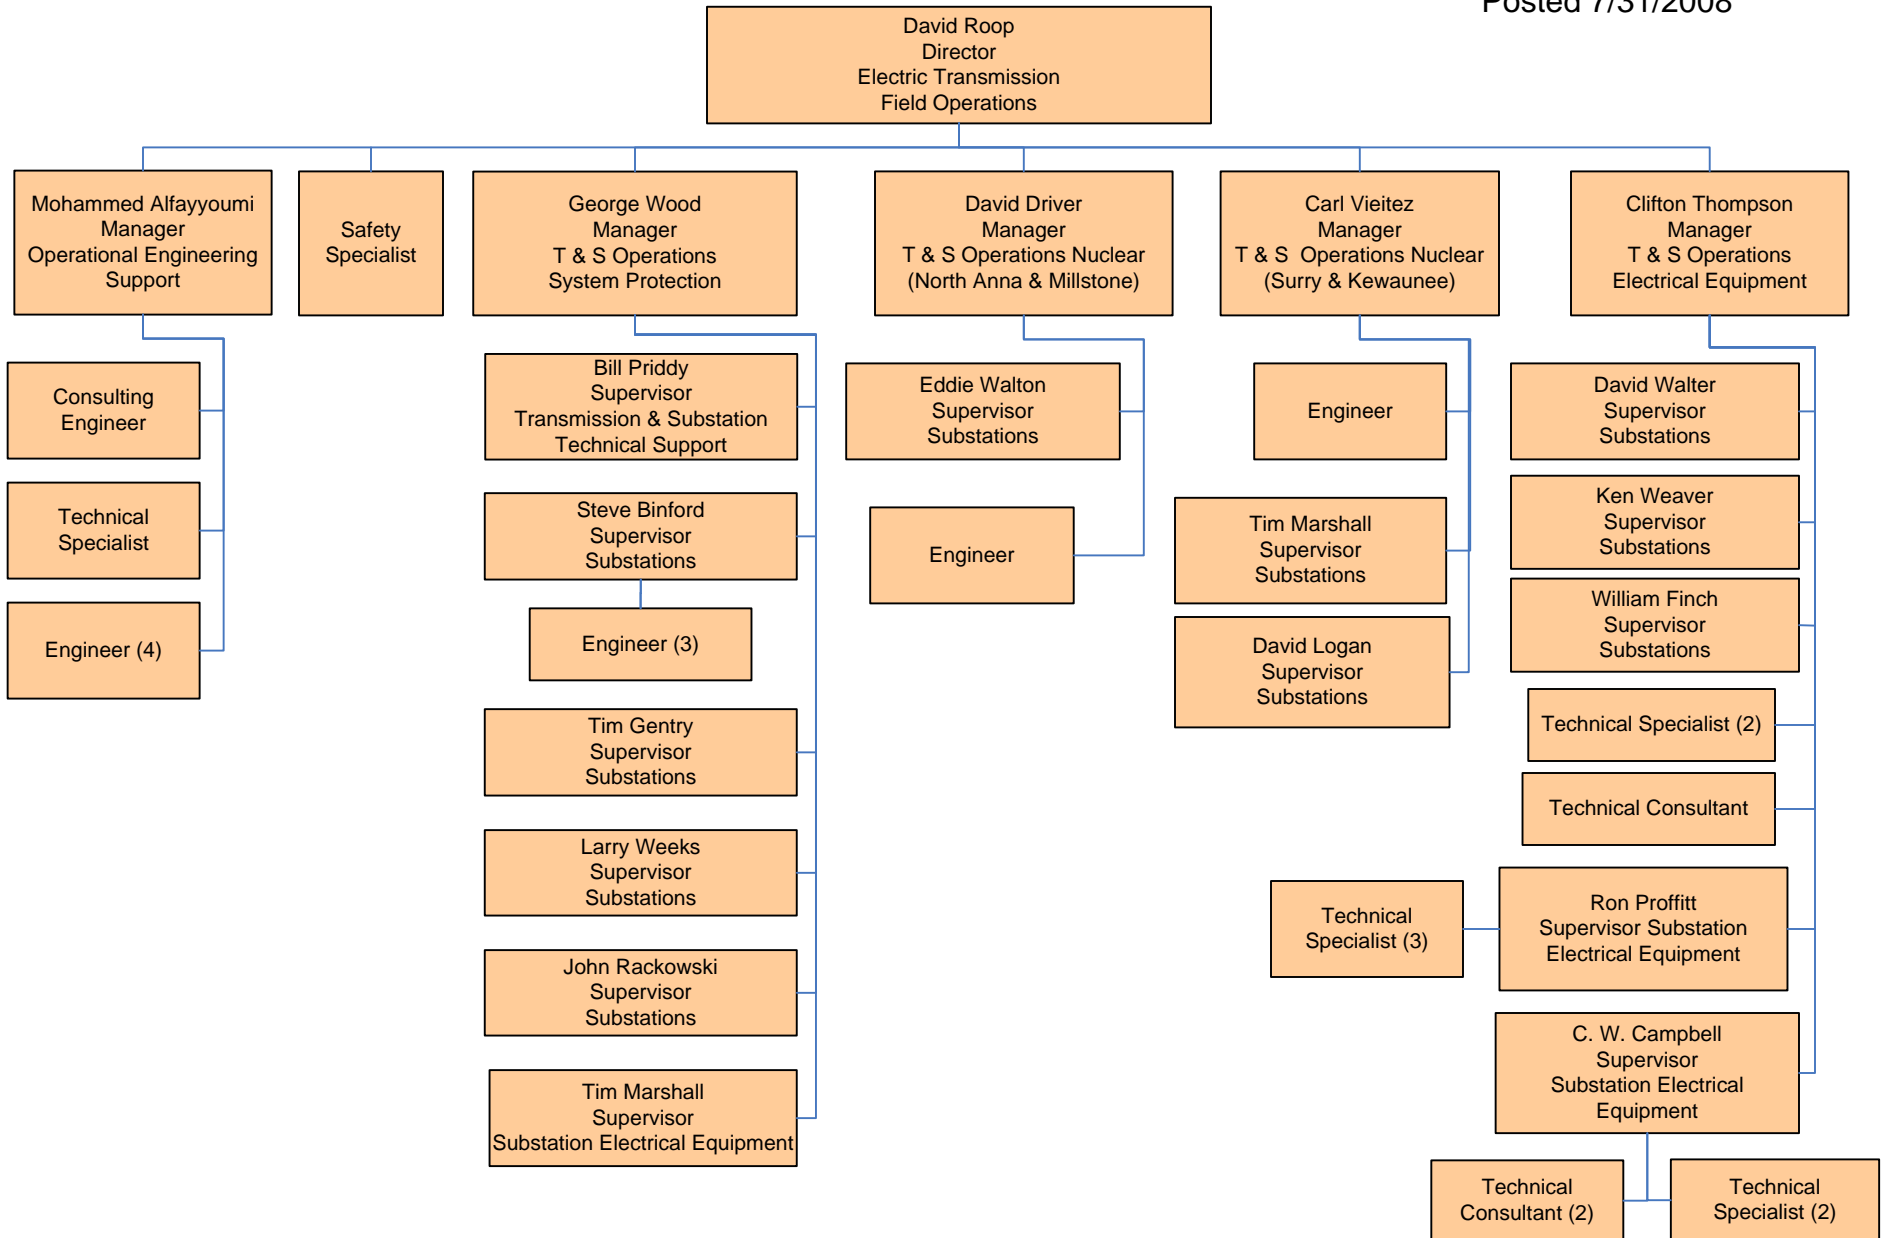 Posted 7/31/2008
David Roop
Director
Electric Transmission
Field Operations
Mohammed Alfayyoumi
Manager
Operational Engineering
Support
Safety
Specialist
George Wood
Manager
T & S Operations
System Protection
David Driver
Manager
T & S Operations Nuclear
(North Anna & Millstone)
Carl Vieitez
Manager
T & S  Operations Nuclear
(Surry & Kewaunee)
Clifton Thompson
Manager
T & S Operations
Electrical Equipment
Consulting
Engineer
Technical
Specialist
Engineer (4)
Bill Priddy
Supervisor
Transmission & Substation
Technical Support
Steve Binford
Supervisor
Substations
Engineer (3)
Tim Gentry
Supervisor
Substations
Larry Weeks
Supervisor
Substations
John Rackowski
Supervisor
Substations
Tim Marshall
Supervisor
Substation Electrical Equipment
Eddie Walton
Supervisor
Substations
Engineer
Engineer
Tim Marshall
Supervisor
Substations
David Logan
Supervisor
Substations
David Walter
Supervisor
Substations
Ken Weaver
Supervisor
Substations
William Finch
Supervisor
Substations
Technical Specialist (2)
Technical Consultant
Technical
Specialist (3)
Ron Proffitt
Supervisor Substation
Electrical Equipment
C. W. Campbell
Supervisor
Substation Electrical
Equipment
Technical
Consultant (2)
Technical
Specialist (2)